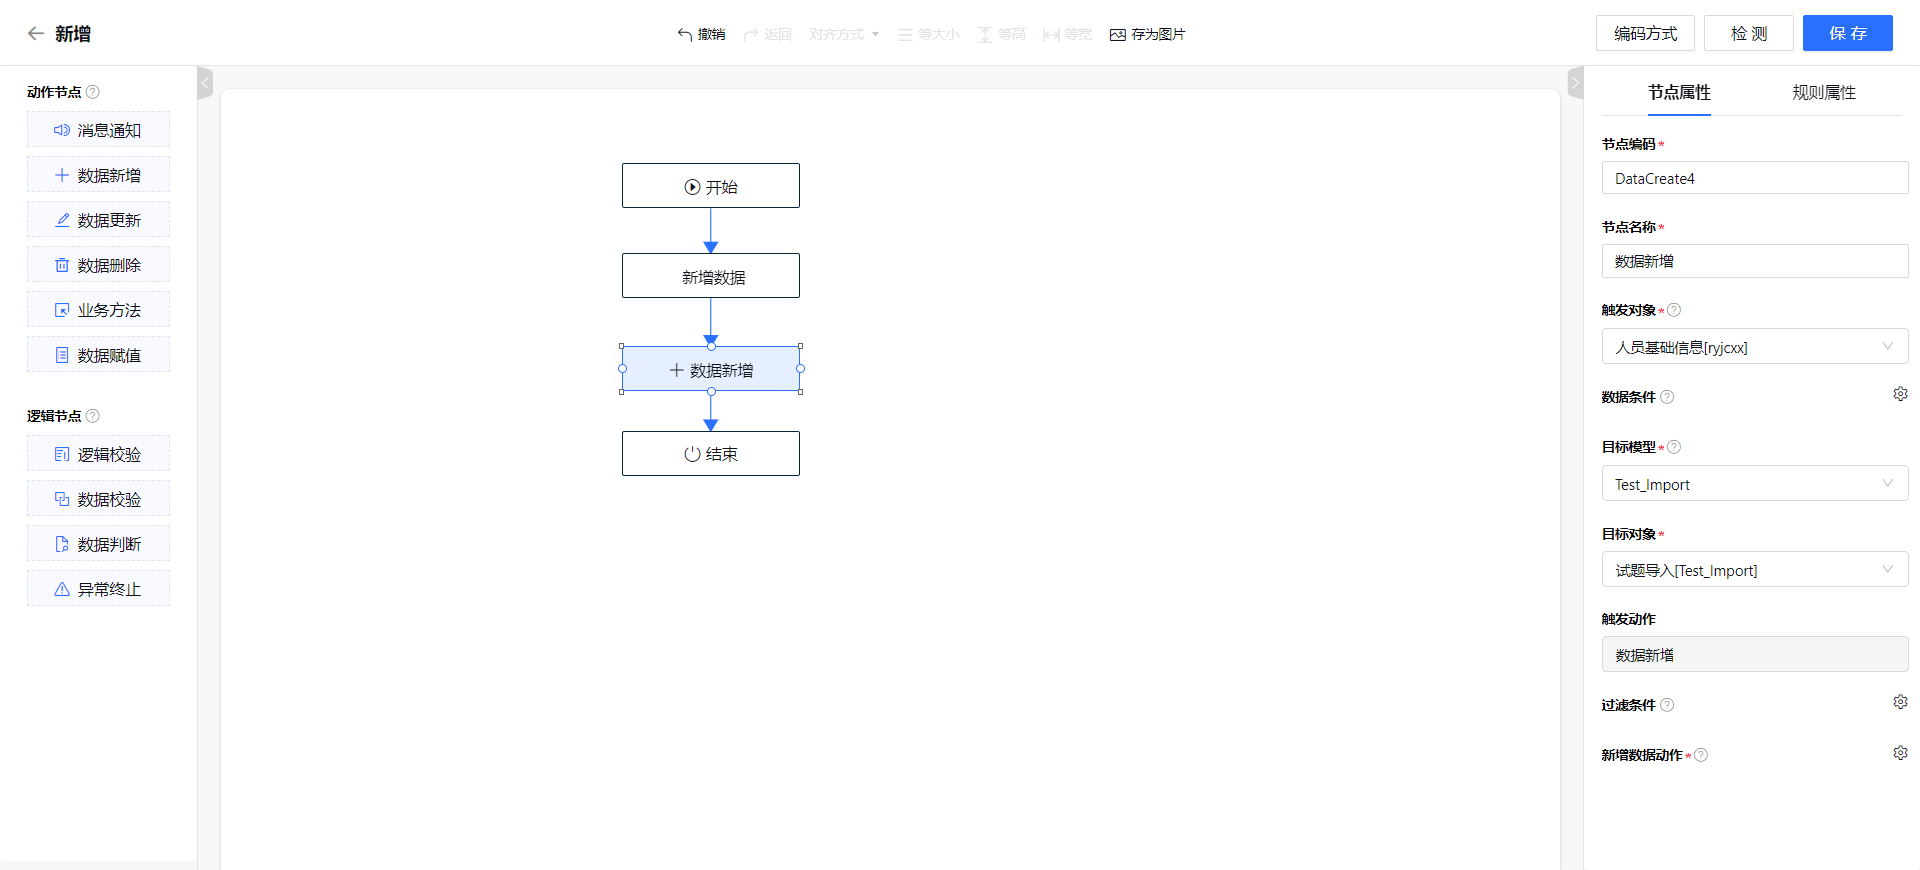 新增
撤销
返回
对齐方式
等大小
等高
等宽
存为图片
编码方式
检 测
保 存
动作节点
消息通知
数据新增
数据更新
数据删除
业务方法
数据赋值
逻辑节点
逻辑校验
数据校验
数据判断
异常终止
开始
新增数据
数据新增
结束
节点属性
规则属性
节点编码*
DataCreate4
节点名称*
数据新增
触发对象*
人员基础信息[ryjcxx]
数据条件
目标模型*
Test_Import
目标对象*
试题导入[Test_Import]
触发动作
数据新增
过滤条件
新增数据动作*